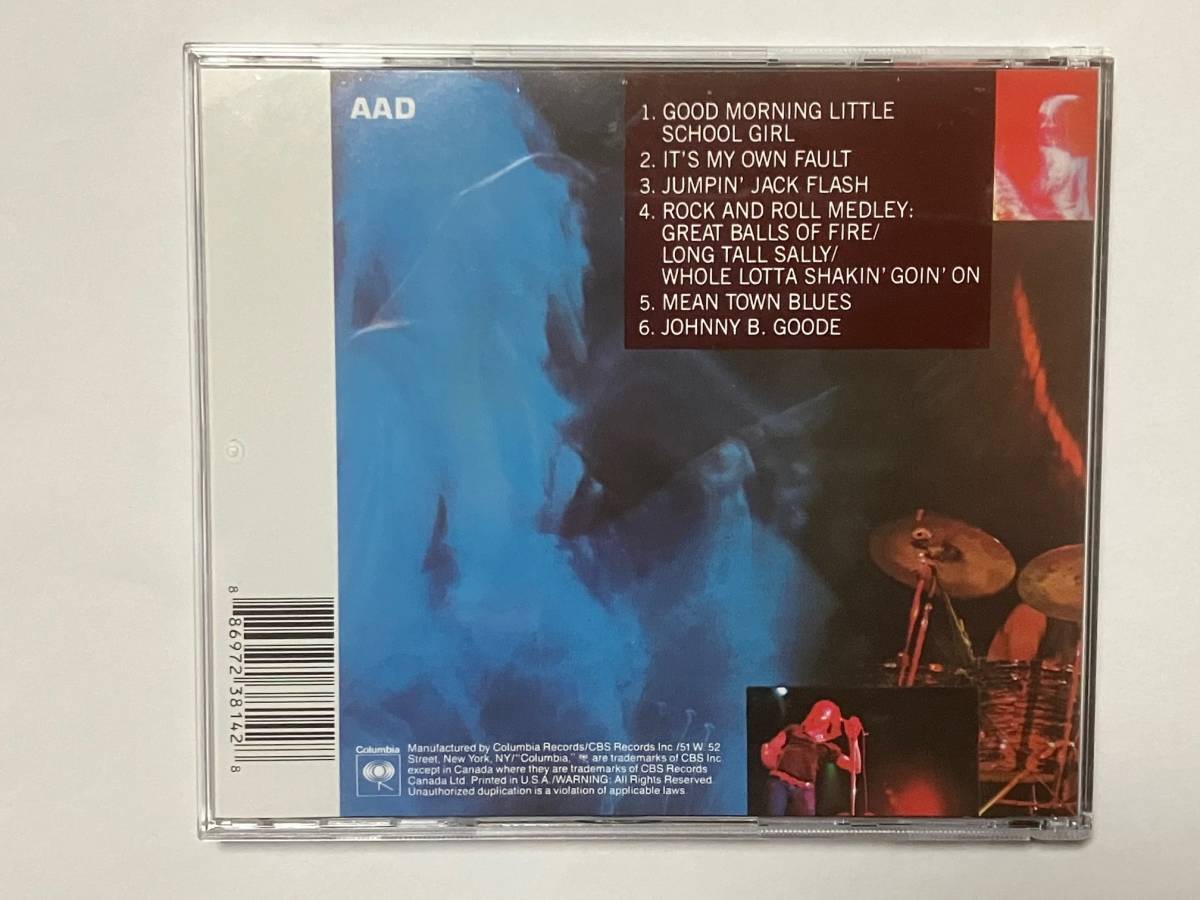 AAD
1. GOOD MORNING LITTLE
SCHOOL GIRL
2. IT'S MY OWN FAULT
3. JUMPIN' JACK FLASH
4. ROCK AND ROLL MEDLEY:
GREAT BALLS OF FIRE/
LONG TALL SALLY/
WHOLE LOTTA SHAKIN' GOIN' ON
5. MEAN TOWN BLUES
6. JOHNNY B. GOODE
8 86972 38142 8
Columbia
Manufactured by Columbia Records/CBS Records Inc /51 W. 52
Street, New York, NY/"Columbia," are trademarks of CBS Inc
except in Canada where they are trademarks of CBS Records
Canada Ltd. Printed in U.S.A./WARNING: All Rights Reserved.
Unauthorized duplication is a violation of applicable laws.